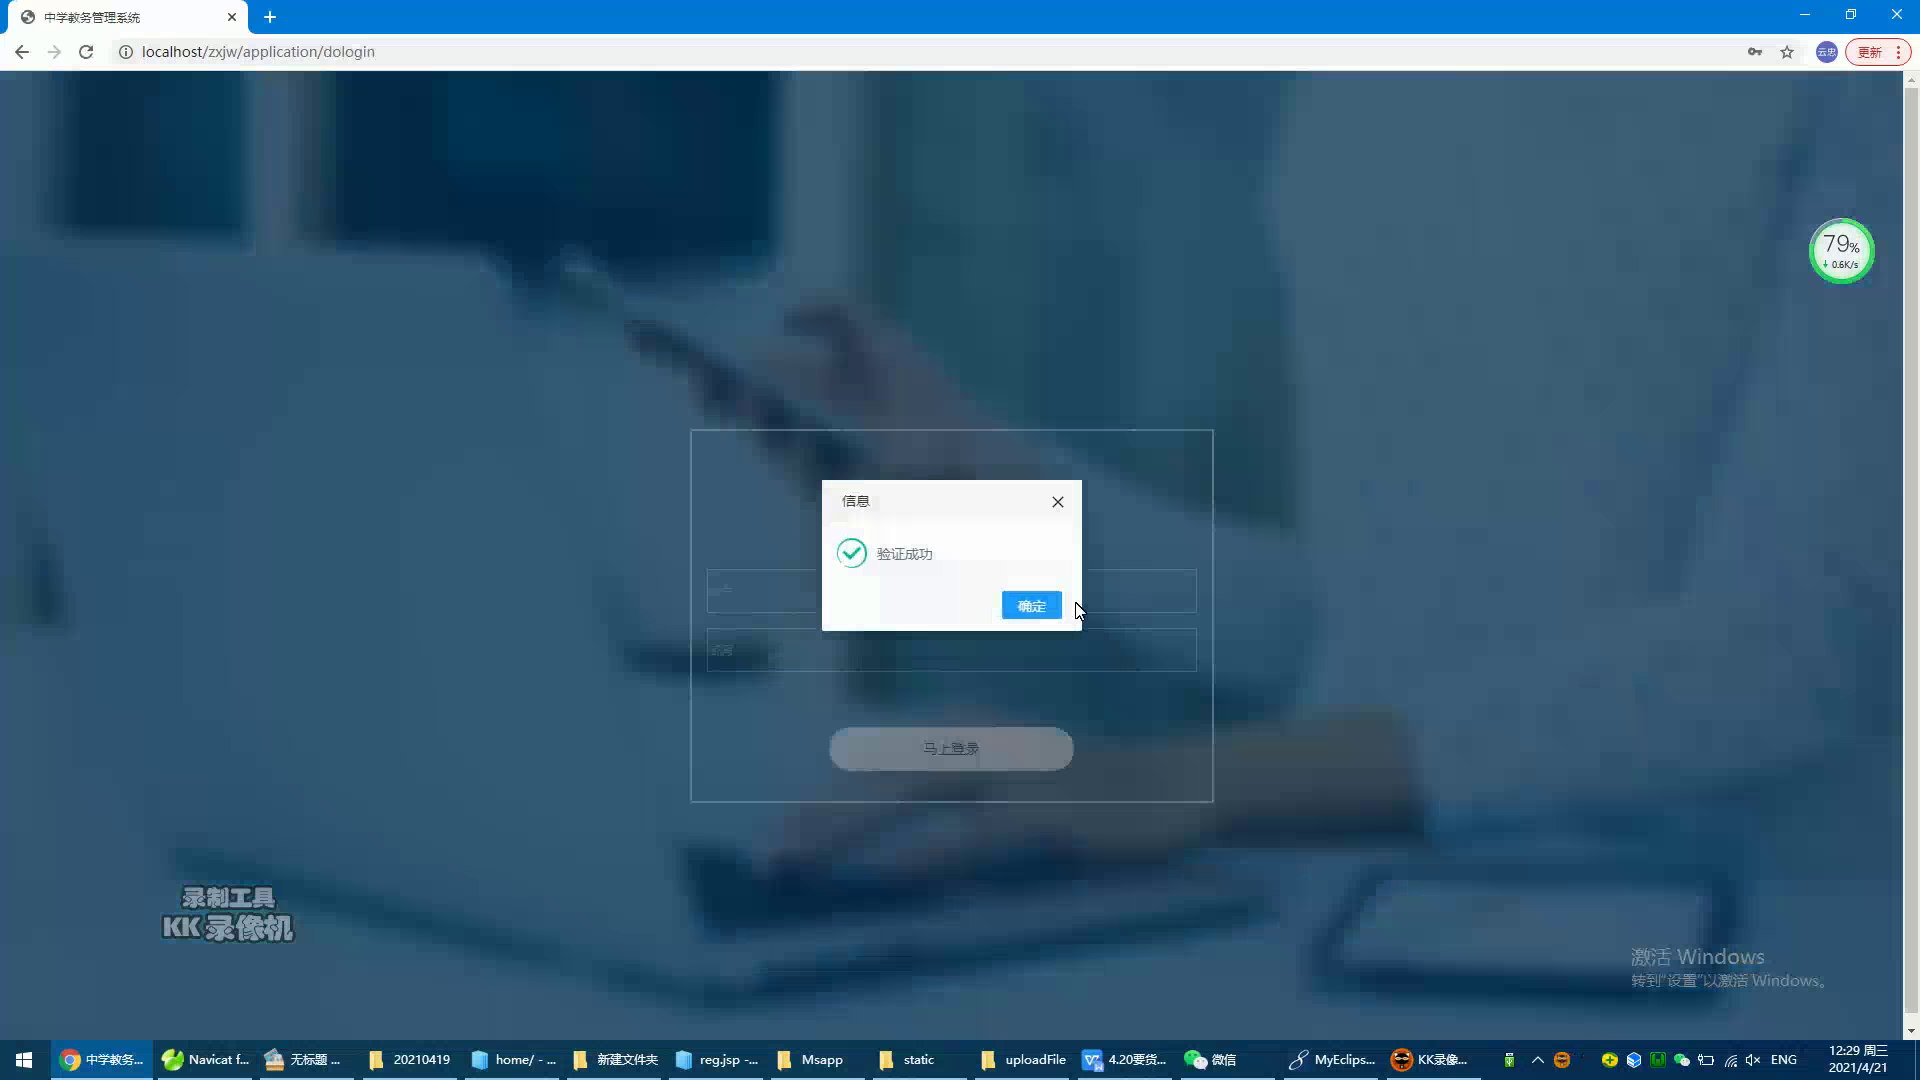 中学教务管理系统
localhost/zxjw/application/dologin
云忠
更新
79%
0.6K/s
信息
验证成功
确定
马上登录
录制工具
KK 录像机
激活 Windows
转到“设置”以激活 Windows。
中学教务...
Navicat f...
无标题 ...
20210419
home/ - ...
新建文件夹
reg.jsp -...
Msapp
static
uploadFile
4.20要货...
微信
MyEclips...
KK录像...
ENG
12:29 周三
2021/4/21